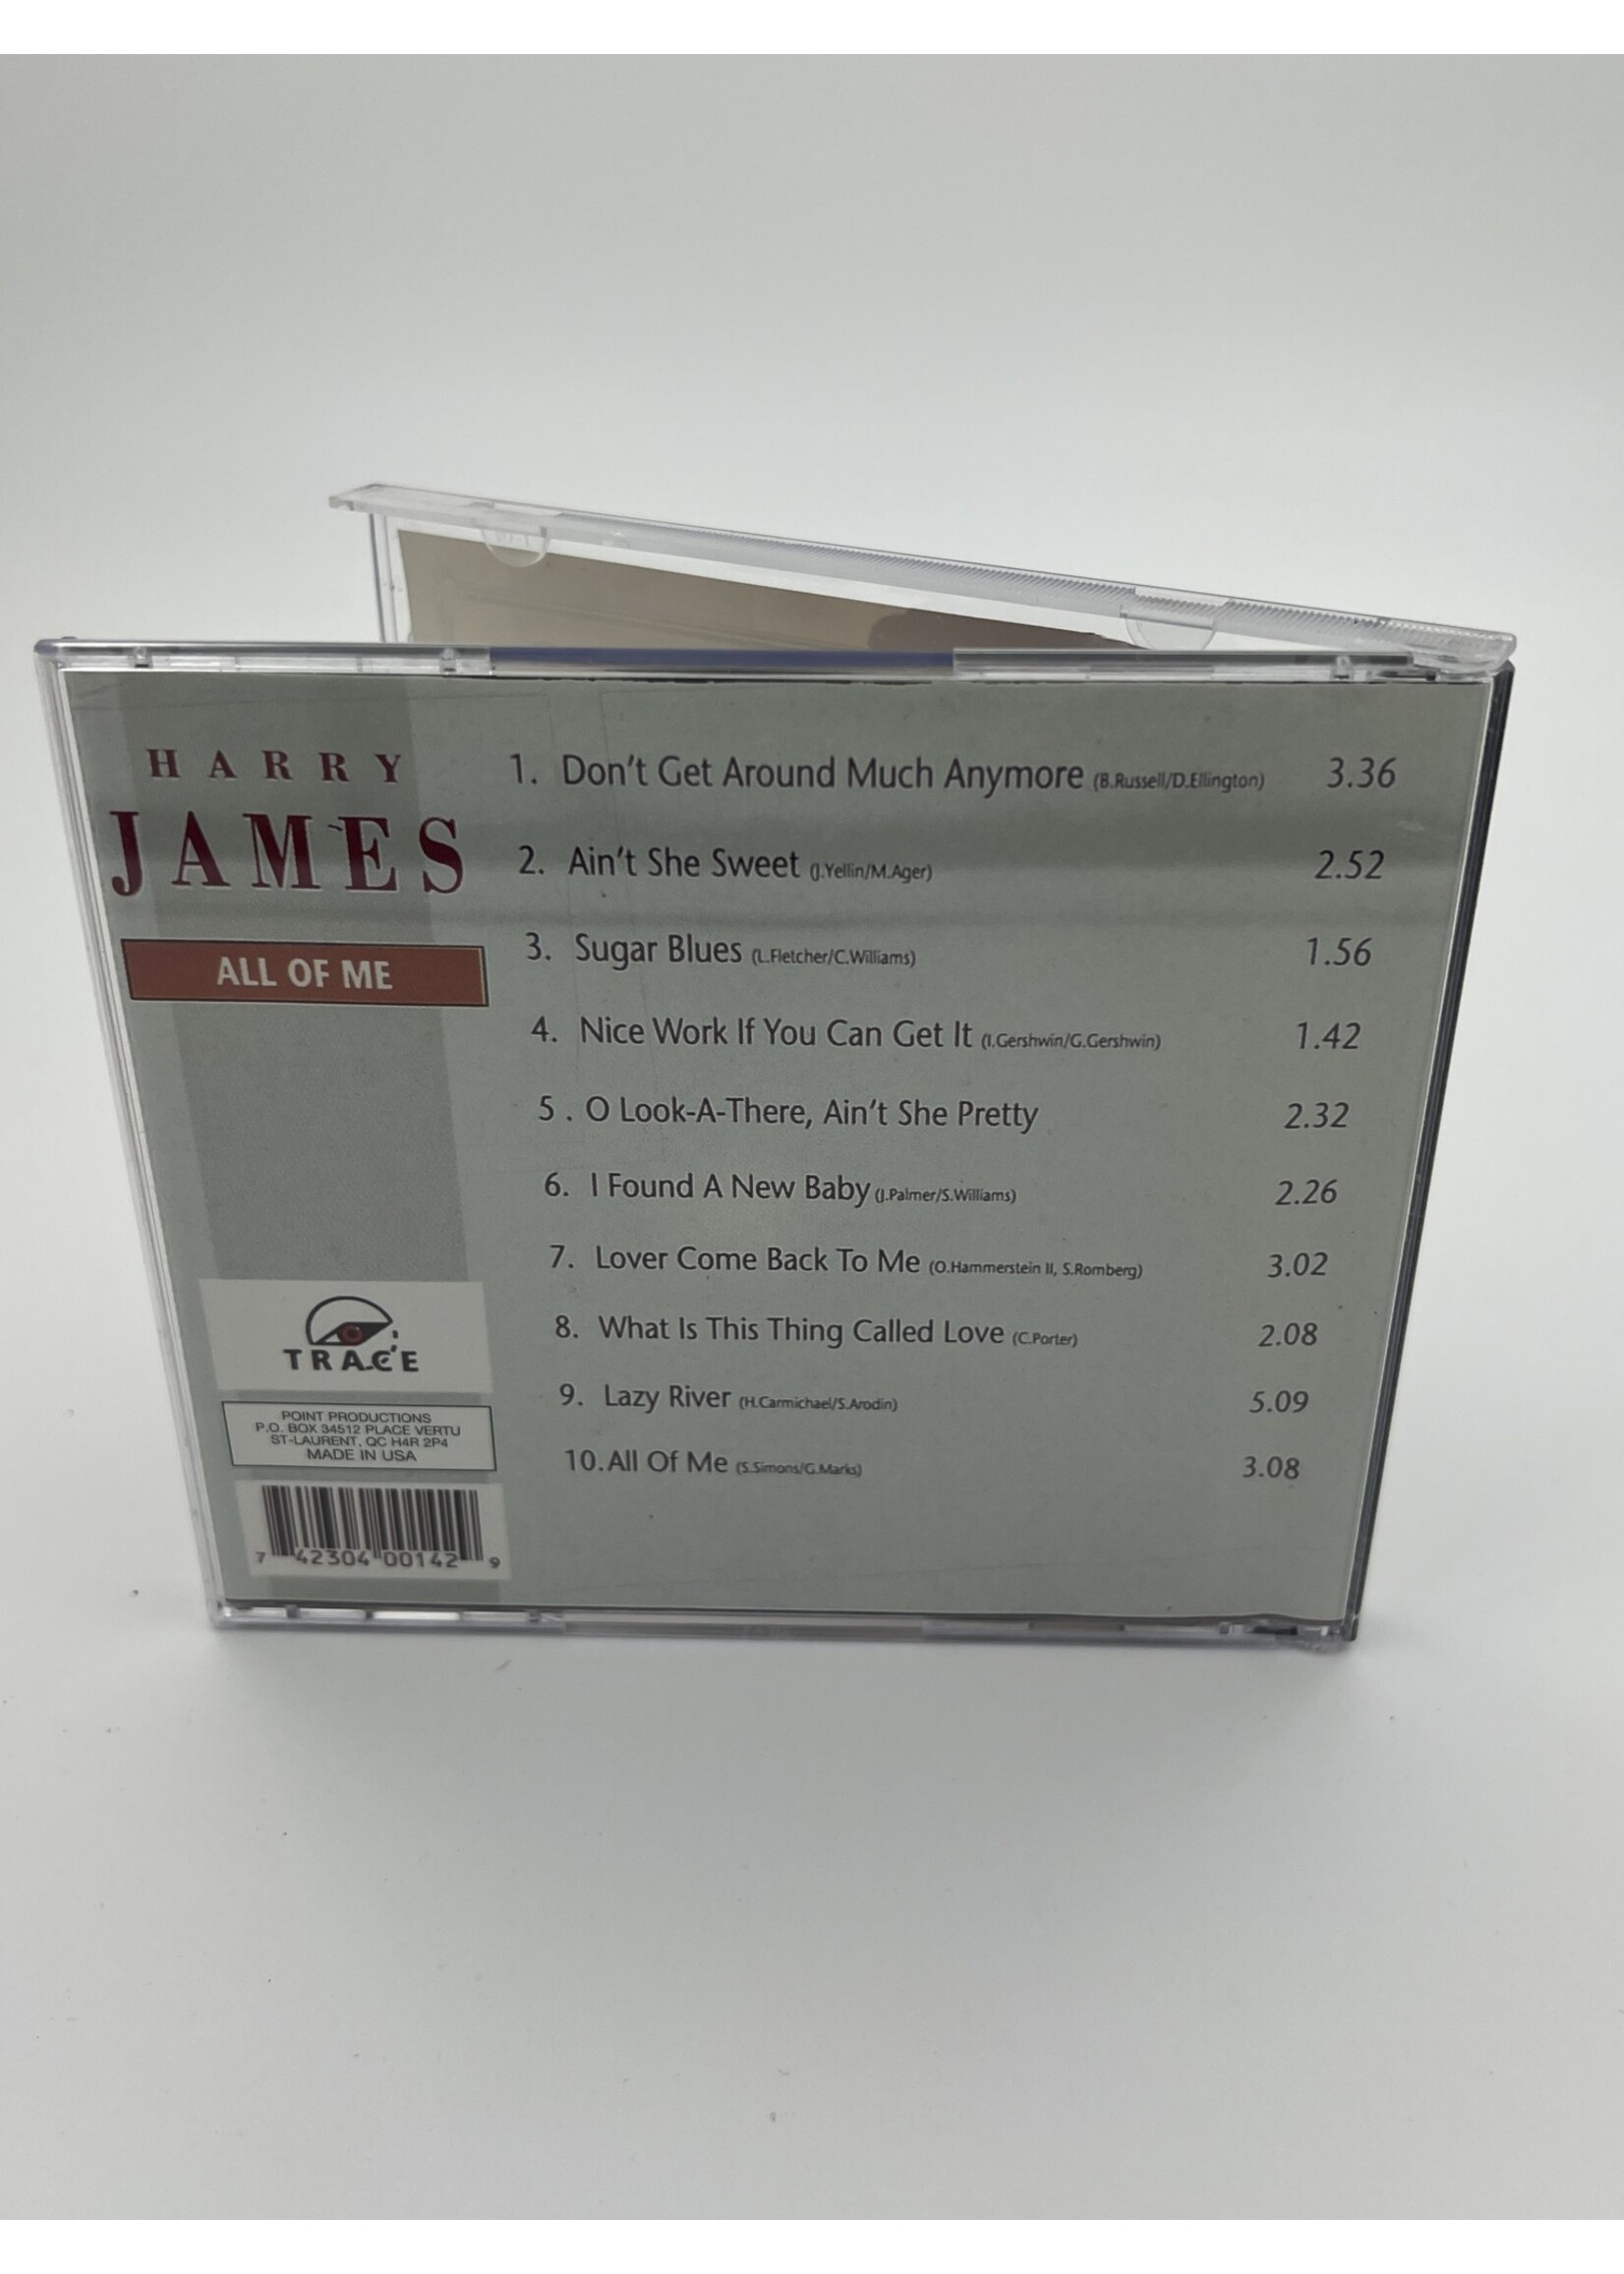 HARRY
JAMES
ALL OF ME
1. Don't Get Around Much Anymore (B.Russell/D.Ellington) 3.36
2. Ain't She Sweet (J.Yellin/M.Ager) 2.52
3. Sugar Blues (L.Fletcher/C.Williams) 1.56
4. Nice Work If You Can Get It (I.Gershwin/G.Gershwin) 1.42
5 . O Look-A-There, Ain't She Pretty 2.32
6. I Found A New Baby (J.Palmer/S.Williams) 2.26
7. Lover Come Back To Me (O.Hammerstein II, S.Romberg) 3.02
8. What Is This Thing Called Love (C.Porter) 2.08
9. Lazy River (H.Carmichael/S.Arodin) 5.09
10. All Of Me (S.Simons/G.Marks) 3.08
TRACE
POINT PRODUCTIONS
P.O. BOX 34512 PLACE VERTU
ST-LAURENT, QC H4R 2P4
MADE IN USA
7 42304 00142 9